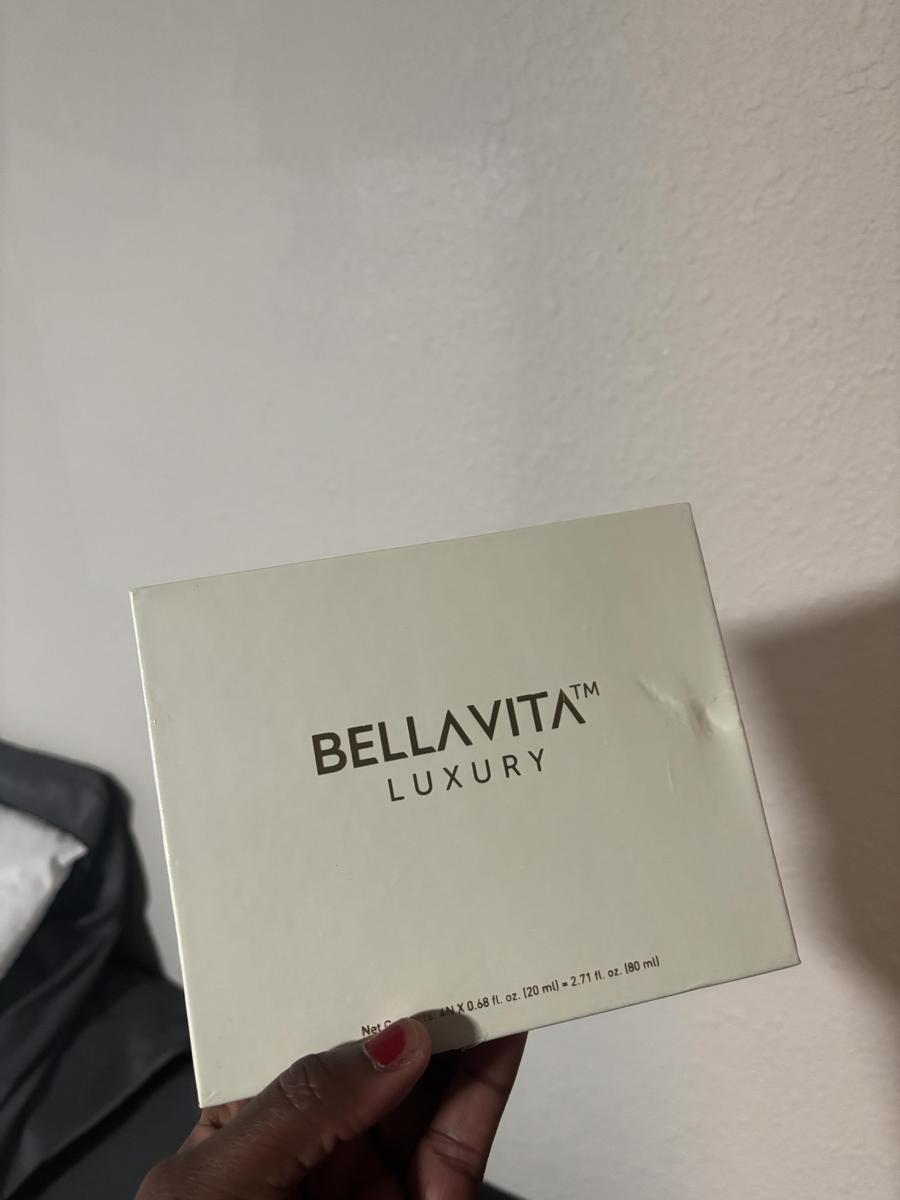 BELLAVITA™
LUXURY
Net 4N X 0.68 fl. oz. (20 ml) = 2.71 fl. oz. (80 ml)